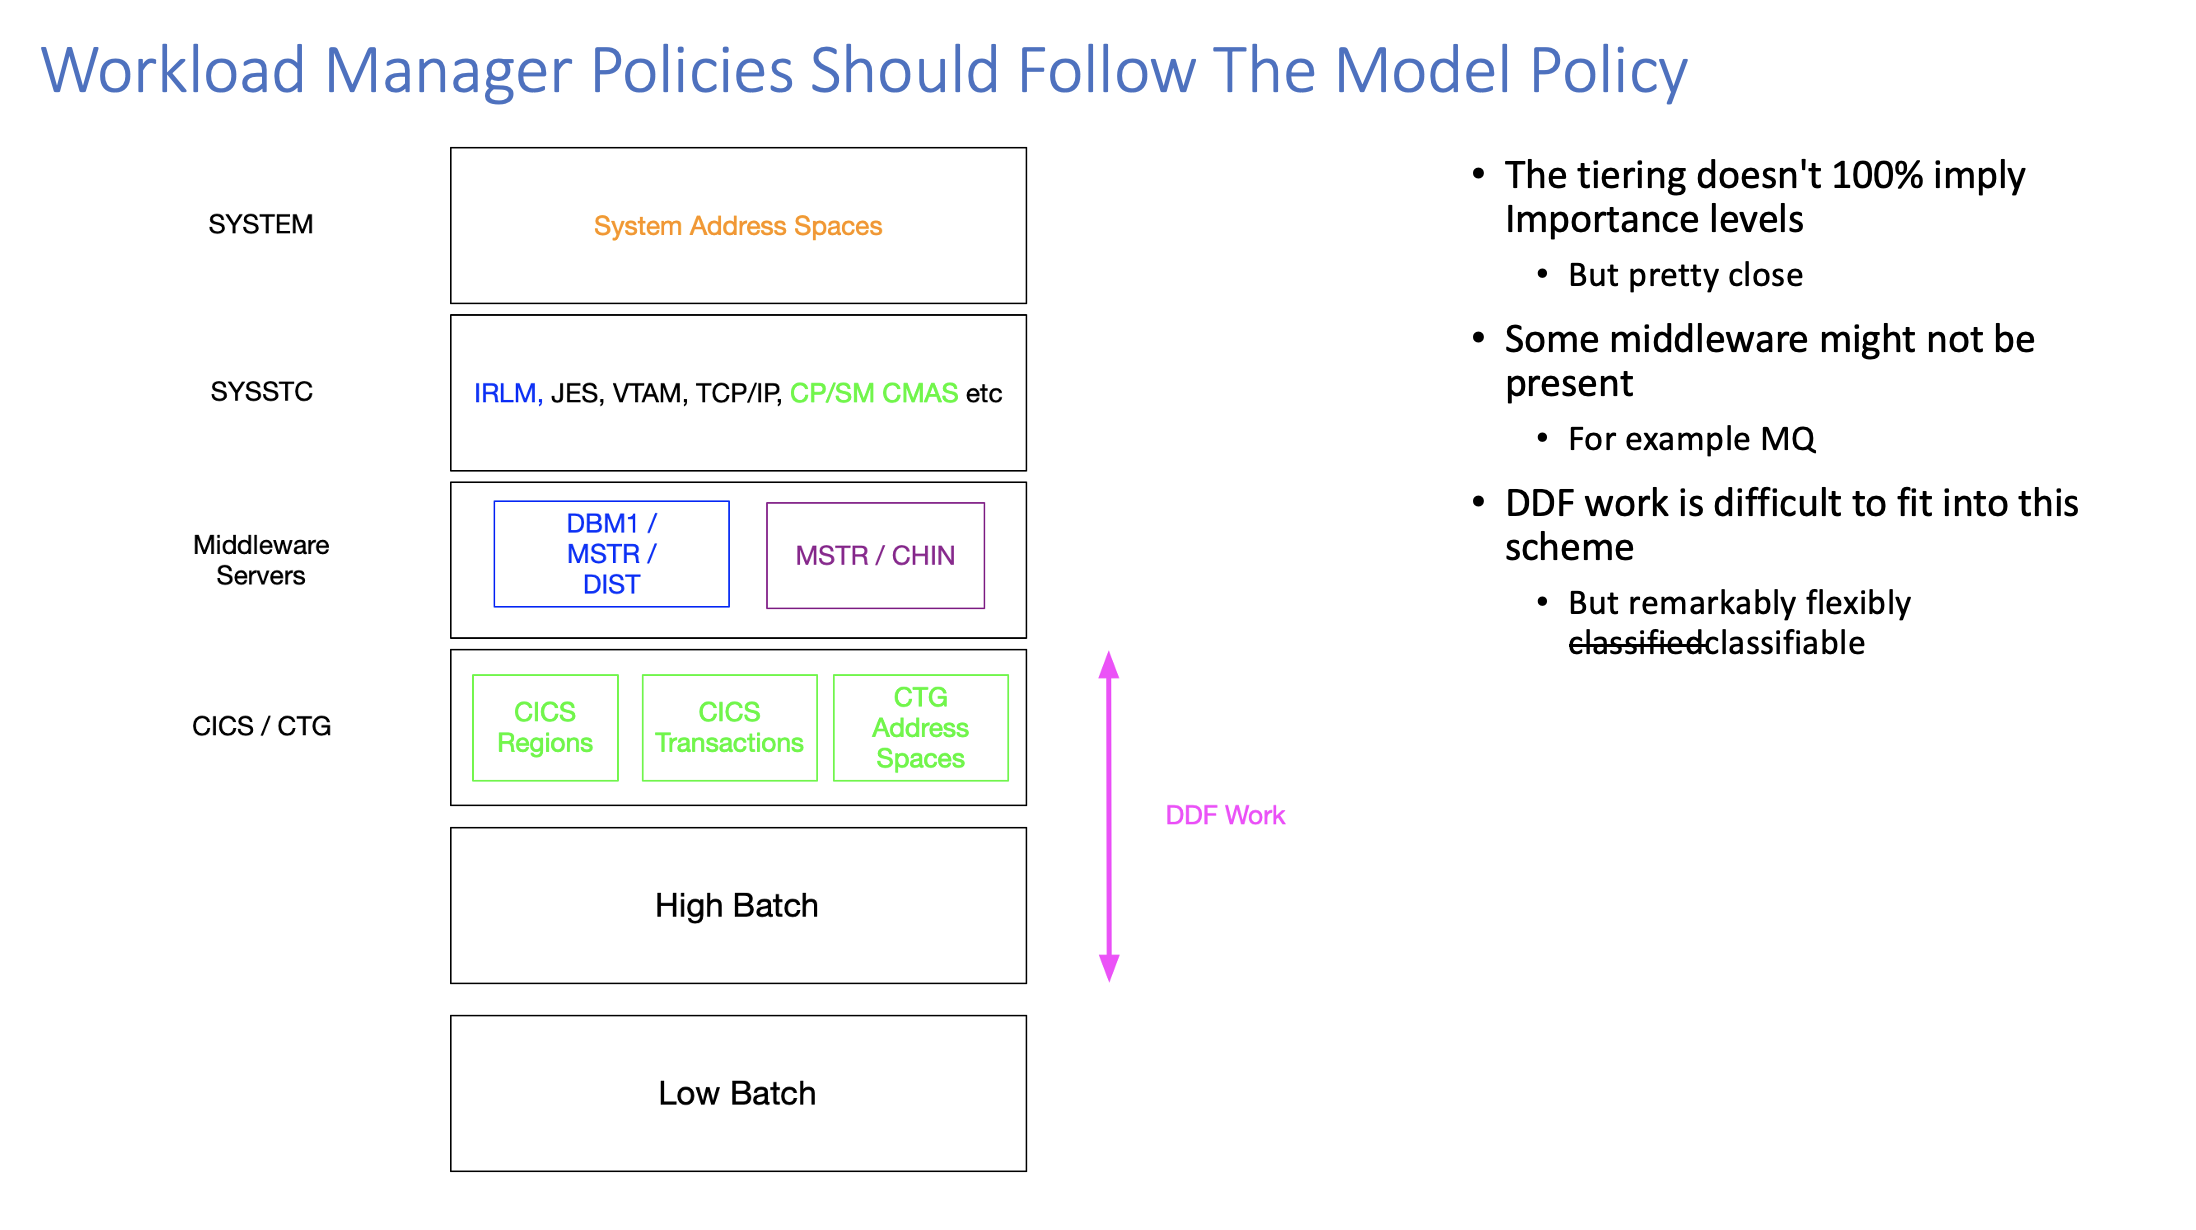 Workload Manager Policies Should Follow The Model Policy
SYSTEM
System Address Spaces
SYSSTC
IRLM, JES, VTAM, TCP/IP, CP/SM CMAS etc
Middleware
Servers
DBM1 /
MSTR /
DIST
MSTR / CHIN
CICS / CTG
CICS
Regions
CICS
Transactions
CTG
Address
Spaces
DDF Work
High Batch
Low Batch
• The tiering doesn't 100% imply
Importance levels
• But pretty close
• Some middleware might not be
present
• For example MQ
• DDF work is difficult to fit into this
scheme
• But remarkably flexibly
classifiedclassifiable